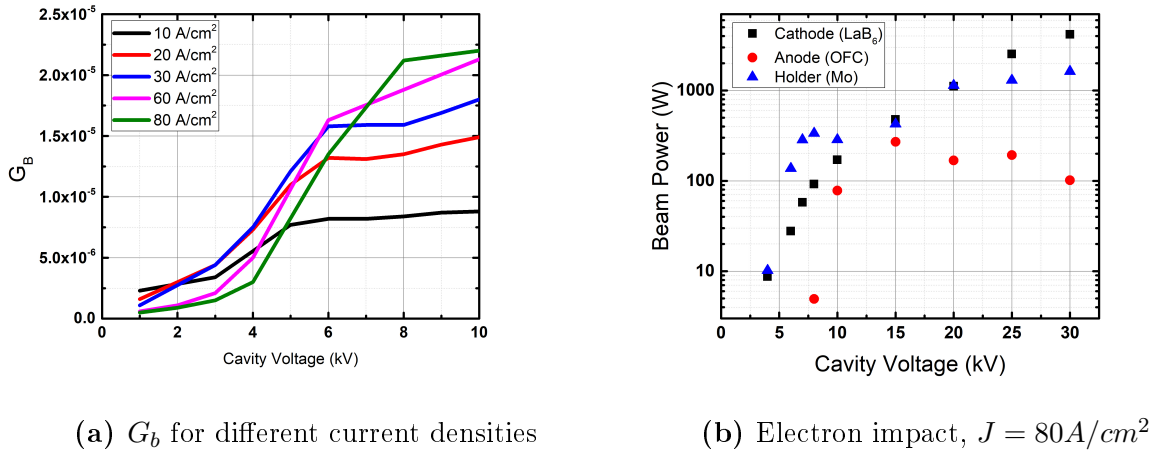 2.5x10⁻⁵
2.0x10⁻⁵
1.5x10⁻⁵
1.0x10⁻⁵
5.0x10⁻⁶
0.0
G_B
10 A/cm²
20 A/cm²
30 A/cm²
60 A/cm²
80 A/cm²
0 2 4 6 8 10
Cavity Voltage (kV)
Cathode (LaB₆)
Anode (OFC)
Holder (Mo)
1000
100
10
Beam Power (W)
0 5 10 15 20 25 30
Cavity Voltage (kV)
(a) G_b for different current densities
(b) Electron impact, J = 80A/cm²